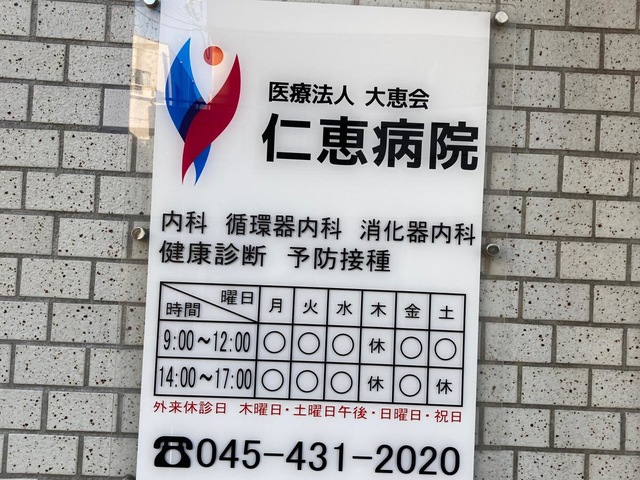 医療法人 大恵会
仁恵病院
内科 循環器内科 消化器内科
健康診断 予防接種
時間 曜日 月 火 水 木 金 土
9:00〜12:00 ○ ○ ○ 休 ○ ○
14:00〜17:00 ○ ○ ○ 休 ○ 休
外来休診日 木曜日・土曜日午後・日曜日・祝日
☎045-431-2020